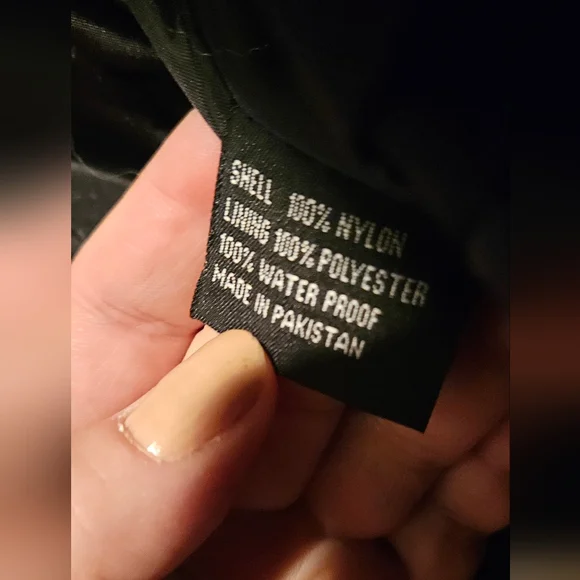 SHELL 100% NYLON
LINING 100% POLYESTER
100% WATER PROOF
MADE IN PAKISTAN